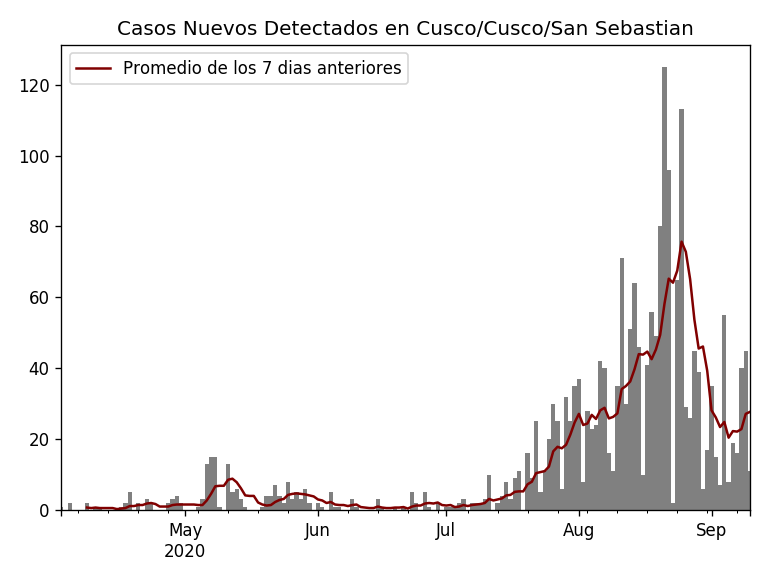 Casos Nuevos Detectados en Cusco/Cusco/San Sebastian
Promedio de los 7 dias anteriores
120
100
80
60
40
20
0
May Jun Jul Aug Sep
2020